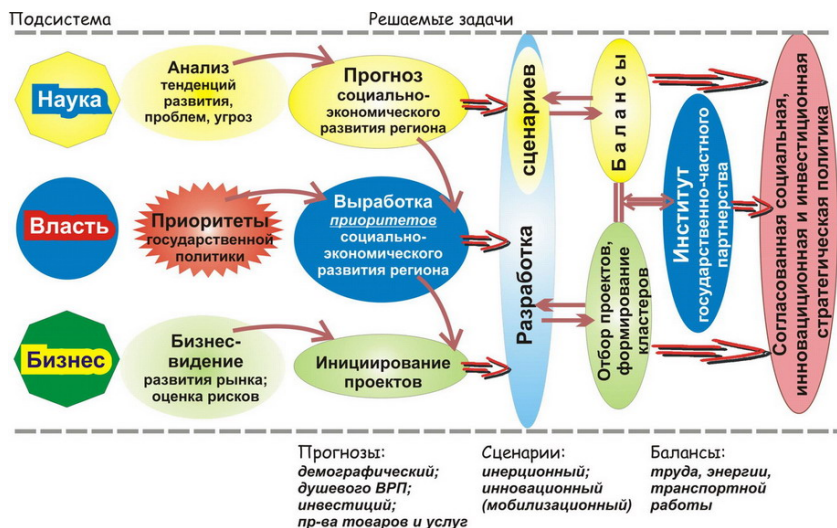 Подсистема
Решаемые задачи
Наука
Анализ
тенденций
развития,
проблем, угроз
Прогноз
социально-
экономического
развития региона
Власть
Приоритеты
государственной
политики
Выработка
приоритетов
социально-
экономического
развития региона
Бизнес
Бизнес-
видение
развития рынка;
оценка рисков
Инициирование
проектов
Разработка
сценариев
Балансы
Отбор проектов,
формирование
кластеров
Институт
государственно-частного
партнерства
Согласованная социальная,
инновациционная и инвестиционная
стратегическая политика
Прогнозы:
демографический;
душевого ВРП;
инвестиций;
пр-ва товаров и услуг
Сценарии:
инерционный;
инновационный
(мобилизационный)
Балансы:
труда, энергии,
транспортной
работы